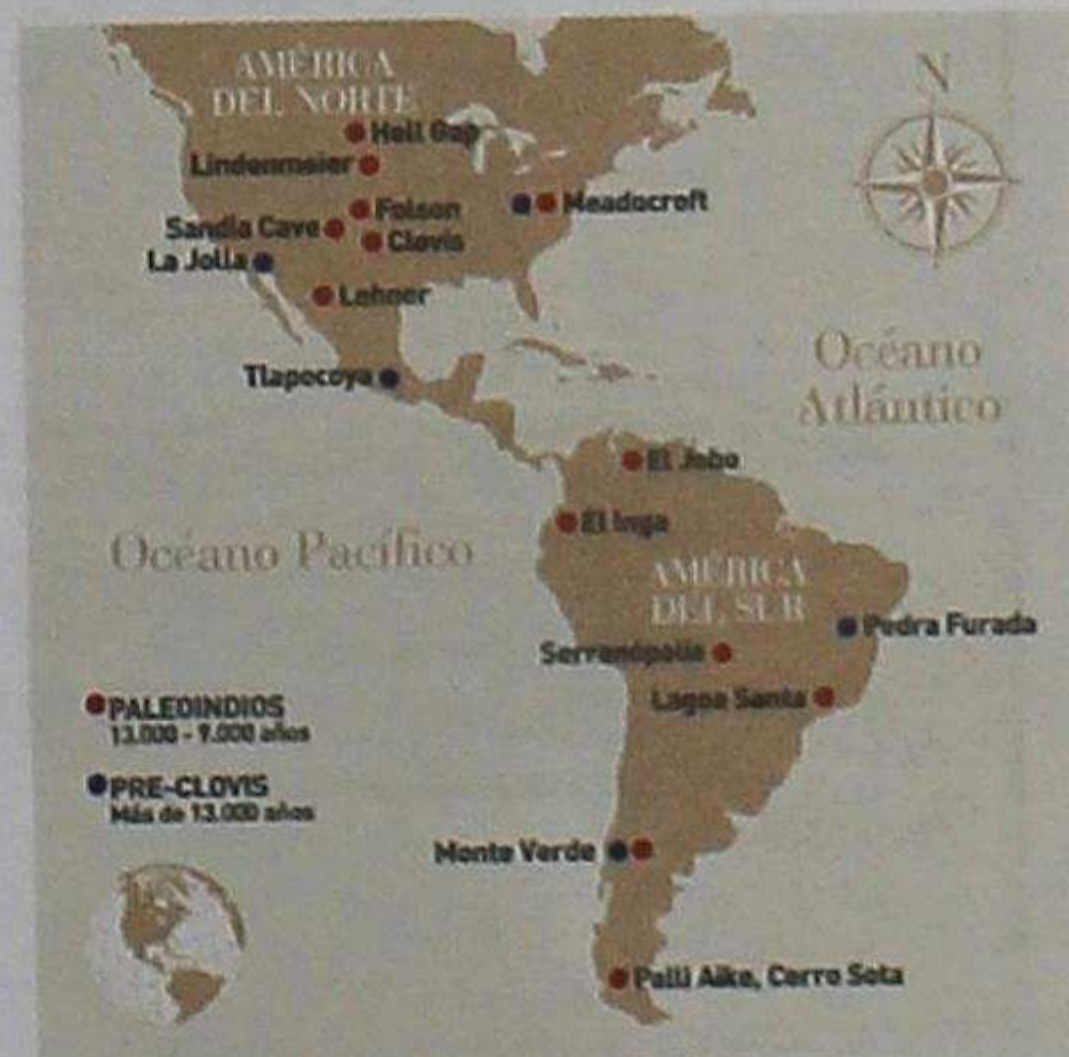 AMÉRICA
DEL NORTE
Hell Gap
Lindenmeier
Folson
Meadocroft
Sandia Cave
Clovis
La Jolla
Lehner
Tlapocoya
N
Océano
Atlántico
El Jobo
El Inga
Océano Pacífico
AMÉRICA
DEL SUR
Pedra Furada
Serranópolis
Lagoa Santa
PALEOINDIOS
13.000 - 9.000 años
PRE-CLOVIS
Más de 13.000 años
Monte Verde
Palli Aike, Cerro Sota